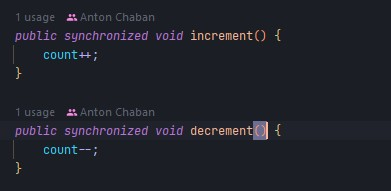 1 usage Anton Chaban
public synchronized void increment() {
    count++;
}
1 usage Anton Chaban
public synchronized void decrement() {
    count--;
}